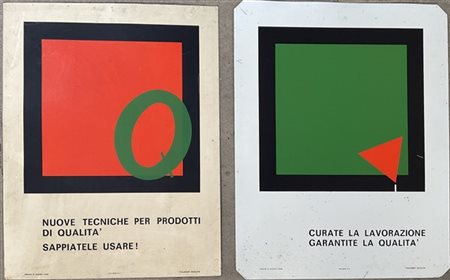 NUOVE TECNICHE PER PRODOTTI
DI QUALITA'
SAPPIATELE USARE!
CURATE LA LAVORAZIONE
GARANTITE LA QUALITA'